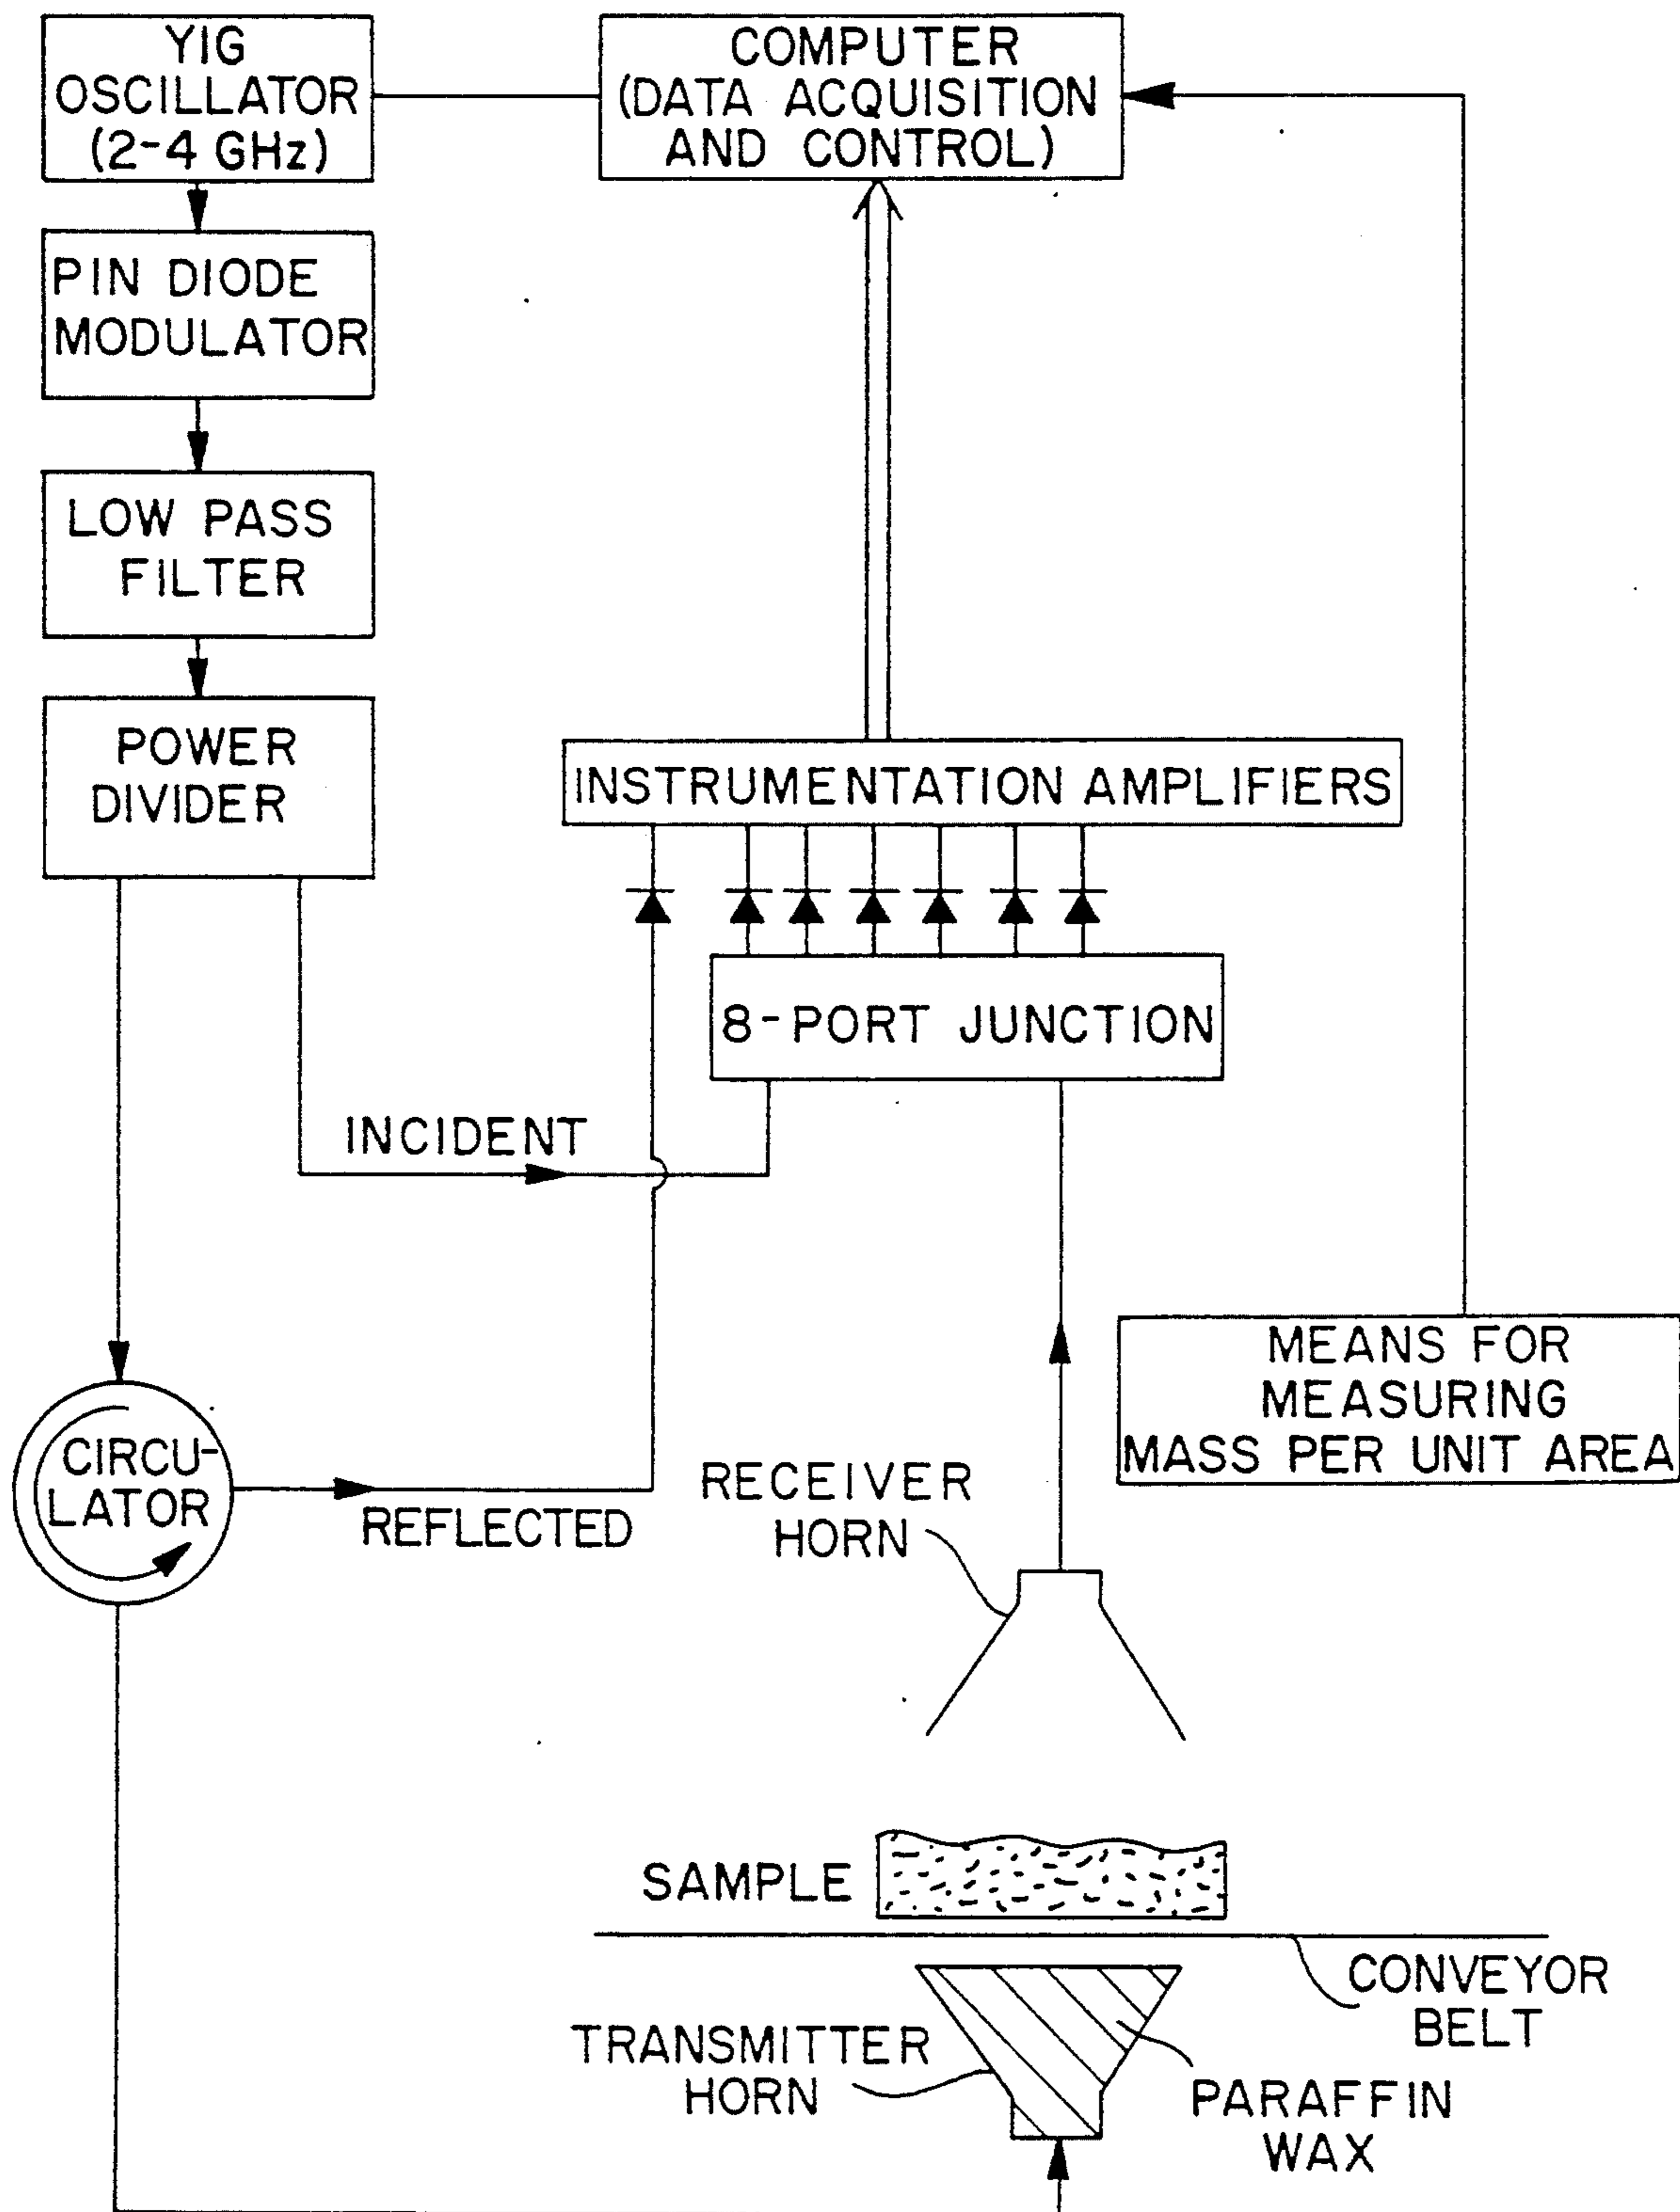 YIG
OSCILLATOR
(2-4 GHz)
COMPUTER
(DATA ACQUISITION
AND CONTROL)
PIN DIODE
MODULATOR
LOW PASS
FILTER
POWER
DIVIDER
INSTRUMENTATION AMPLIFIERS
8-PORT JUNCTION
INCIDENT
MEANS FOR
MEASURING
MASS PER UNIT AREA
CIRCU-
LATOR
REFLECTED
RECEIVER
HORN
SAMPLE
CONVEYOR
BELT
TRANSMITTER
HORN
PARAFFIN
WAX